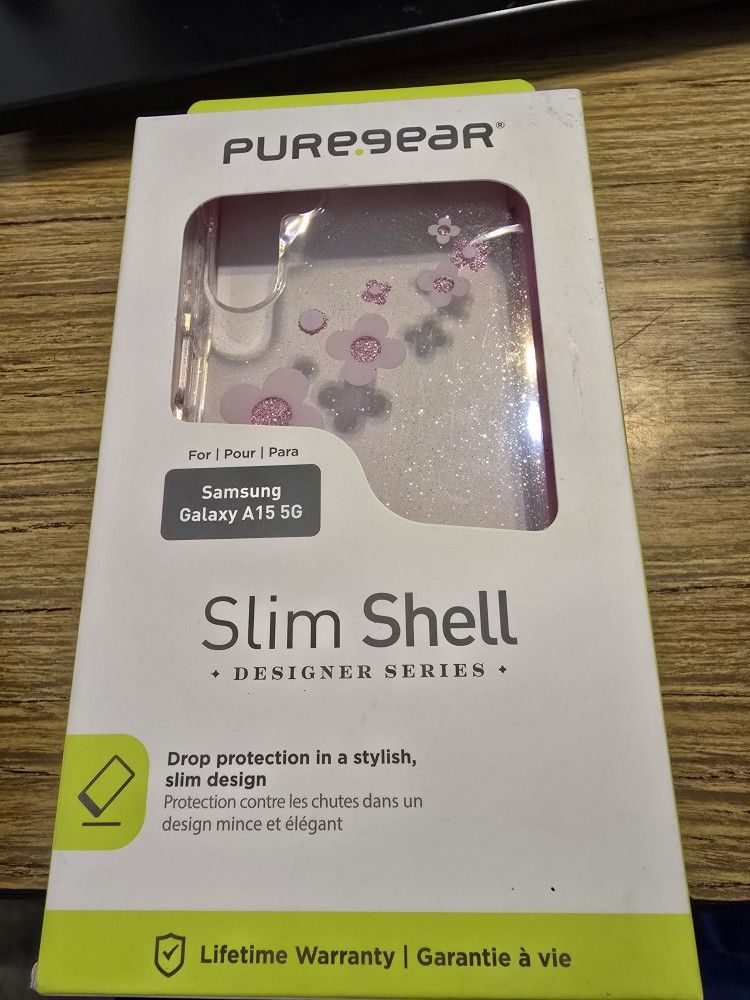 PUREGEAR®
For | Pour | Para
Samsung
Galaxy A15 5G
Slim Shell
DESIGNER SERIES
Drop protection in a stylish,
slim design
Protection contre les chutes dans un
design mince et élégant
Lifetime Warranty | Garantie à vie